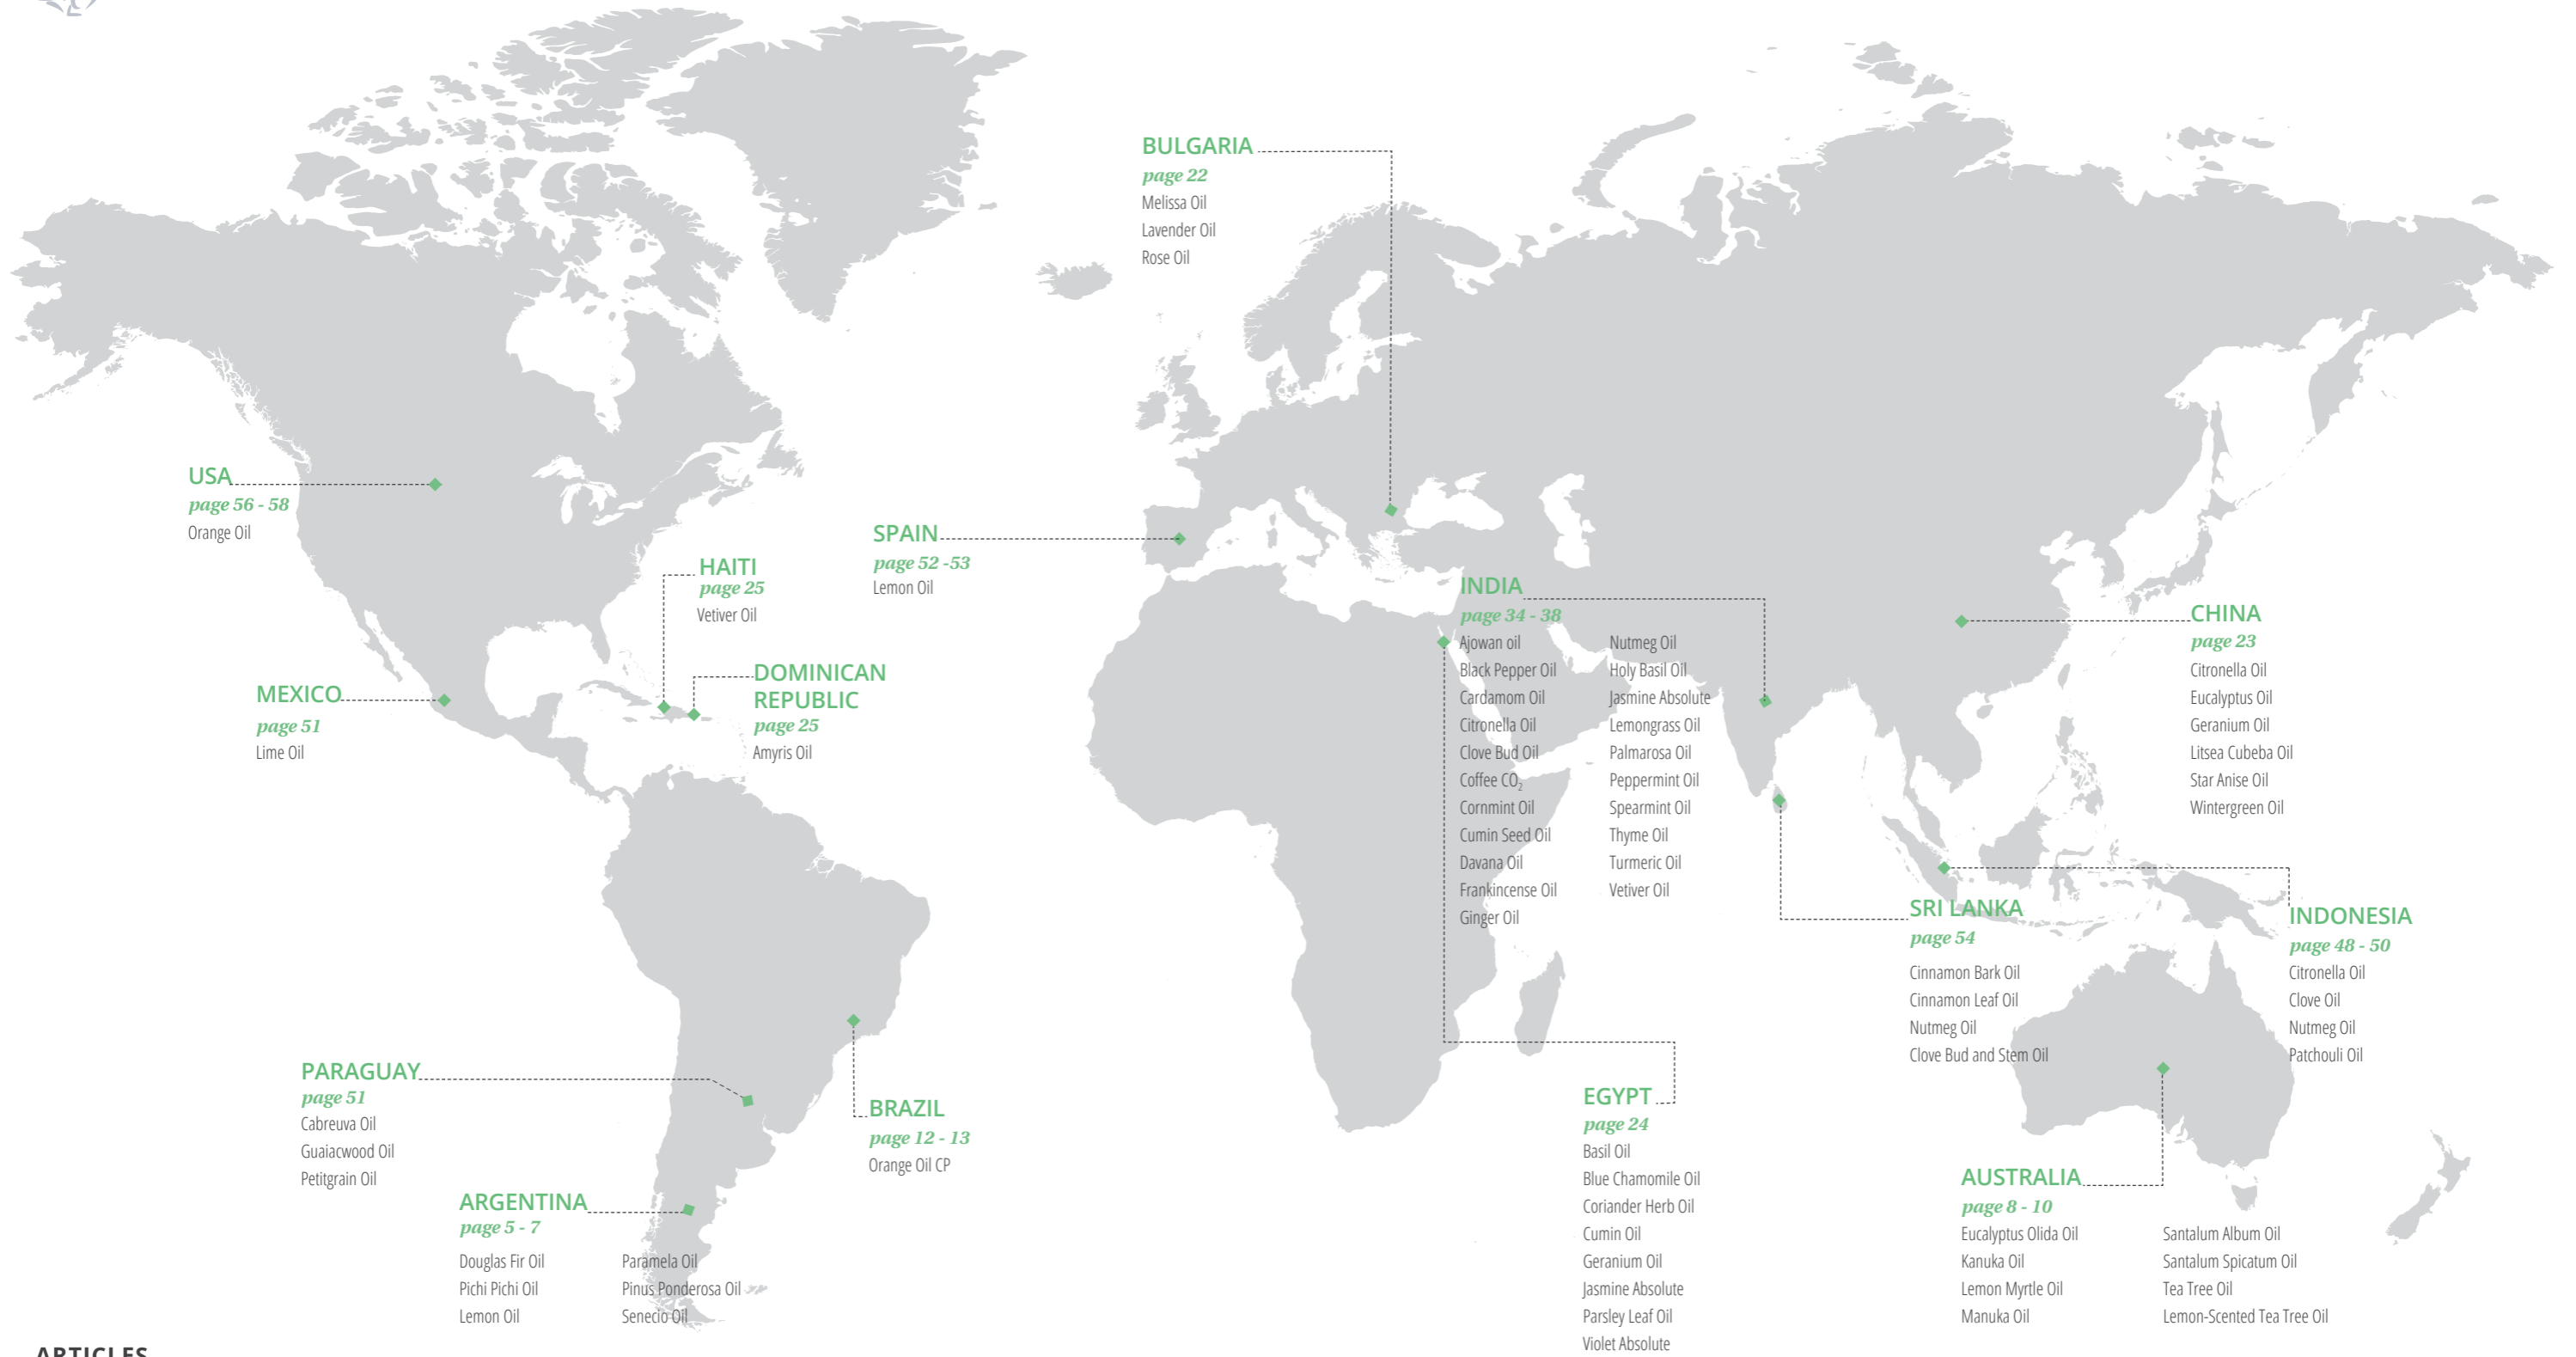 BULGARIA
page 22
Melissa Oil
Lavender Oil
Rose Oil
USA
page 56 - 58
Orange Oil
HAITI
page 25
Vetiver Oil
SPAIN
page 52 -53
Lemon Oil
MEXICO
page 51
Lime Oil
DOMINICAN
REPUBLIC
page 25
Amyris Oil
INDIA
page 34 - 38
Ajowan oil
Black Pepper Oil
Cardamom Oil
Citronella Oil
Clove Bud Oil
Coffee CO₂
Cornmint Oil
Cumin Seed Oil
Davana Oil
Frankincense Oil
Ginger Oil
Nutmeg Oil
Holy Basil Oil
Jasmine Absolute
Lemongrass Oil
Palmarosa Oil
Peppermint Oil
Spearmint Oil
Thyme Oil
Turmeric Oil
Vetiver Oil
CHINA
page 23
Citronella Oil
Eucalyptus Oil
Geranium Oil
Litsea Cubeba Oil
Star Anise Oil
Wintergreen Oil
SRI LANKA
page 54
Cinnamon Bark Oil
Cinnamon Leaf Oil
Nutmeg Oil
Clove Bud and Stem Oil
INDONESIA
page 48 - 50
Citronella Oil
Clove Oil
Nutmeg Oil
Patchouli Oil
PARAGUAY
page 51
Cabreuva Oil
Guaiacwood Oil
Petitgrain Oil
BRAZIL
page 12 - 13
Orange Oil CP
ARGENTINA
page 5 - 7
Douglas Fir Oil
Pichi Pichi Oil
Lemon Oil
Paramela Oil
Pinus Ponderosa Oil
Senecio Oil
EGYPT
page 24
Basil Oil
Blue Chamomile Oil
Coriander Herb Oil
Cumin Oil
Geranium Oil
Jasmine Absolute
Parsley Leaf Oil
Violet Absolute
AUSTRALIA
page 8 - 10
Eucalyptus Olida Oil
Kanuka Oil
Lemon Myrtle Oil
Manuka Oil
Santalum Album Oil
Santalum Spicatum Oil
Tea Tree Oil
Lemon-Scented Tea Tree Oil
ARTICLES